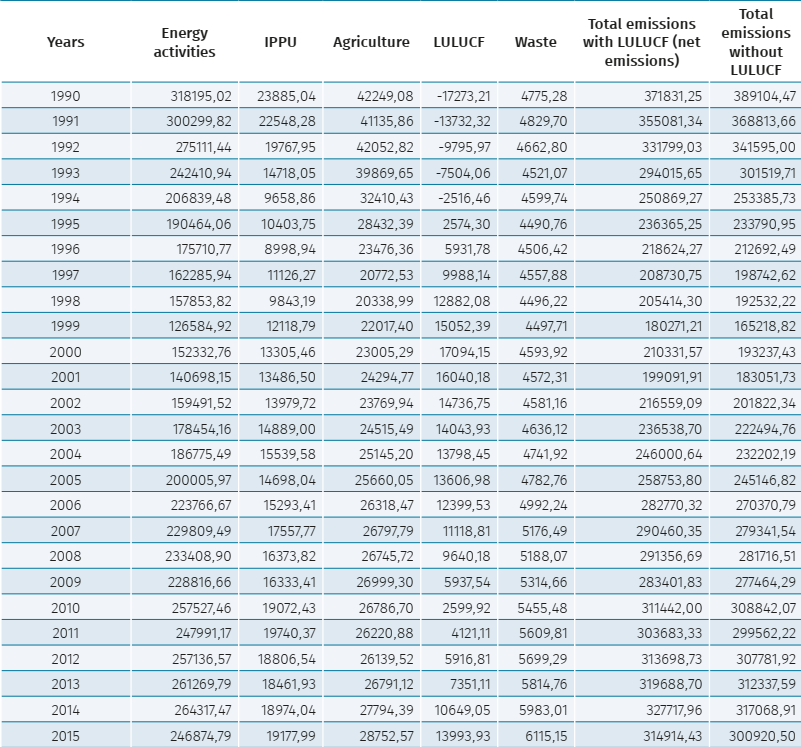 Years Energy activities IPPU Agriculture LULUCF Waste Total emissions with LULUCF (net emissions) Total emissions without LULUCF
1990 318195,02 23885,04 42249,08 -17273,21 4775,28 371831,25 389104,47
1991 300299,82 22548,28 41135,86 -13732,32 4829,70 355081,34 368813,66
1992 275111,44 19767,95 42052,82 -9795,97 4662,80 331799,03 341595,00
1993 242410,94 14718,05 39869,65 -7504,06 4521,07 294015,65 301519,71
1994 206839,48 9658,86 32410,43 -2516,46 4599,74 250869,27 253385,73
1995 190464,06 10403,75 28432,39 2574,30 4490,76 236365,25 233790,95
1996 175710,77 8998,94 23476,36 5931,78 4506,42 218624,27 212692,49
1997 162285,94 11126,27 20772,53 9988,14 4557,88 208730,75 198742,62
1998 157853,82 9843,19 20338,99 12882,08 4496,22 205414,30 192532,22
1999 126584,92 12118,79 22017,40 15052,39 4497,71 180271,21 165218,82
2000 152332,76 13305,46 23005,29 17094,15 4593,92 210331,57 193237,43
2001 140698,15 13486,50 24294,77 16040,18 4572,31 199091,91 183051,73
2002 159491,52 13979,72 23769,94 14736,75 4581,16 216559,09 201822,34
2003 178454,16 14889,00 24515,49 14043,93 4636,12 236538,70 222494,76
2004 186775,49 15539,58 25145,20 13798,45 4741,92 246000,64 232202,19
2005 200005,97 14698,04 25660,05 13606,98 4782,76 258753,80 245146,82
2006 223766,67 15293,41 26318,47 12399,53 4992,24 282770,32 270370,79
2007 229809,49 17557,77 26797,79 11118,81 5176,49 290460,35 279341,54
2008 233408,90 16373,82 26745,72 9640,18 5188,07 291356,69 281716,51
2009 228816,66 16333,41 26999,30 5937,54 5314,66 283401,83 277464,29
2010 257527,46 19072,43 26786,70 2599,92 5455,48 311442,00 308842,07
2011 247991,17 19740,37 26220,88 4121,11 5609,81 303683,33 299562,22
2012 257136,57 18806,54 26139,52 5916,81 5699,29 313698,73 307781,92
2013 261269,79 18461,93 26791,12 7351,11 5814,76 319688,70 312337,59
2014 264317,47 18974,04 27794,39 10649,05 5983,01 327717,96 317068,91
2015 246874,79 19177,99 28752,57 13993,93 6115,15 314914,43 300920,50